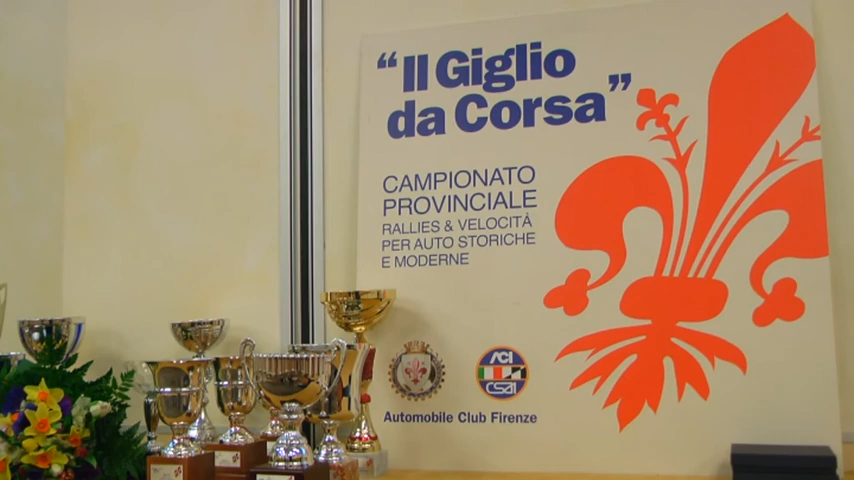 "Il Giglio
da Corsa"
CAMPIONATO
PROVINCIALE
RALLIES & VELOCITÀ
PER AUTO STORICHE
E MODERNE
ACI
CSAI
Automobile Club Firenze